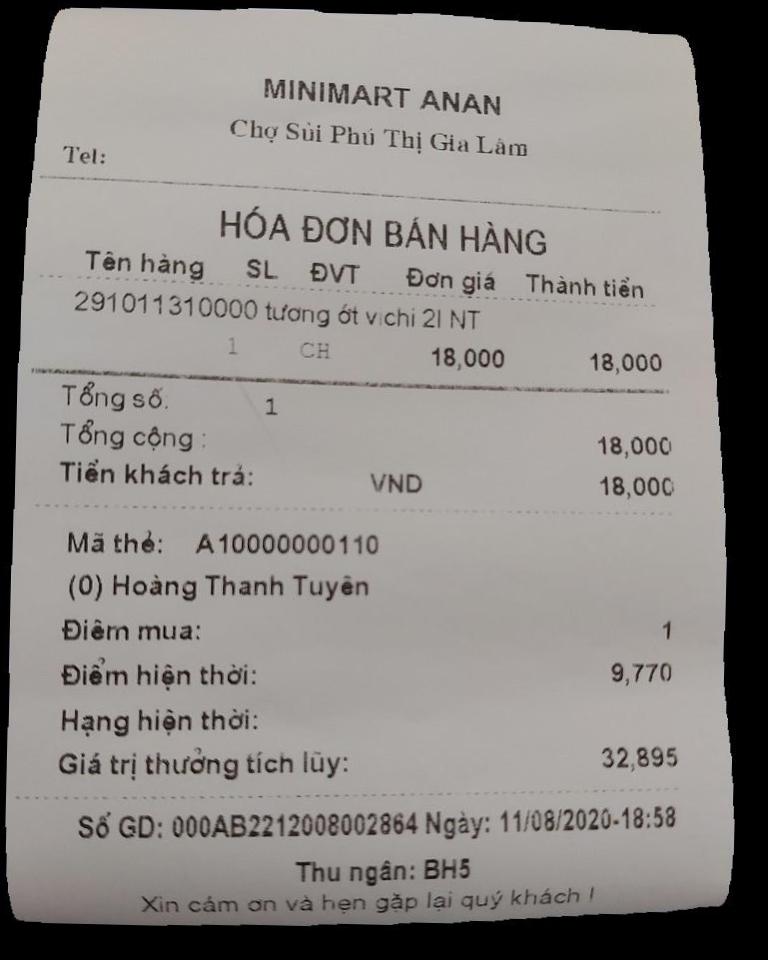 MINIMART ANAN
Chợ Sủi Phú Thị Gia Lâm
Tel:
HÓA ĐƠN BÁN HÀNG
Tên hàng SL ĐVT Đơn giá Thành tiền
291011310000 tương ớt vichi 2l NT
1 CH 18,000 18,000
Tổng số. 1
Tổng cộng : 18,000
Tiền khách trả: VND 18,000
Mã thẻ: A10000000110
(0) Hoàng Thanh Tuyên
Điêm mua: 1
Điểm hiện thời: 9,770
Hạng hiện thời:
Giá trị thưởng tích lũy: 32,895
Số GD: 000AB2212008002864 Ngày: 11/08/2020-18:58
Thu ngân: BH5
Xin cảm ơn và hẹn gặp lại quý khách !